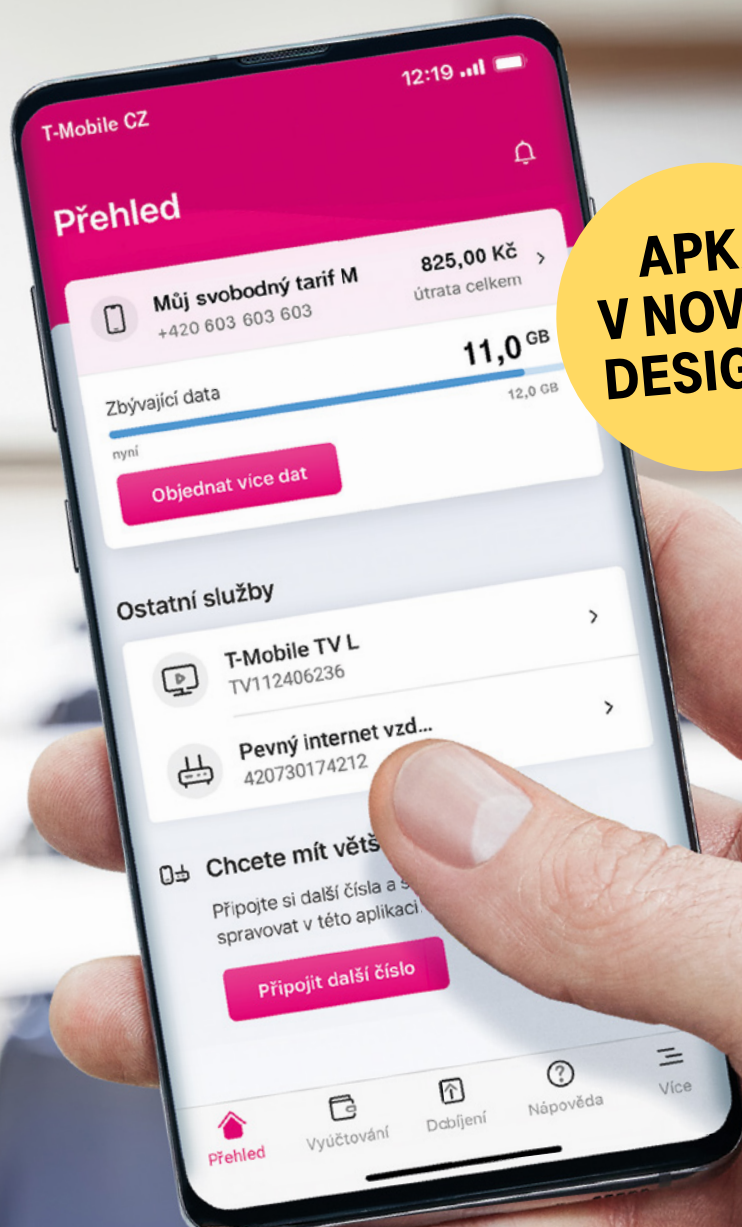 T-Mobile CZ
12:19
Přehled
Můj svobodný tarif M
825,00 Kč
+420 603 603 603
útrata celkem
Zbývající data
11,0 GB
nyní
12,0 GB
Objednat více dat
APK
V NOV
DESIG
Ostatní služby
T-Mobile TV L
TV112406236
Pevný internet vzd...
420730174212
Chcete mít větš
Připojte si další čísla a s
spravovat v této aplikaci.
Připojit další číslo
Přehled
Vyúčtování
Dobíjení
Nápověda
Více